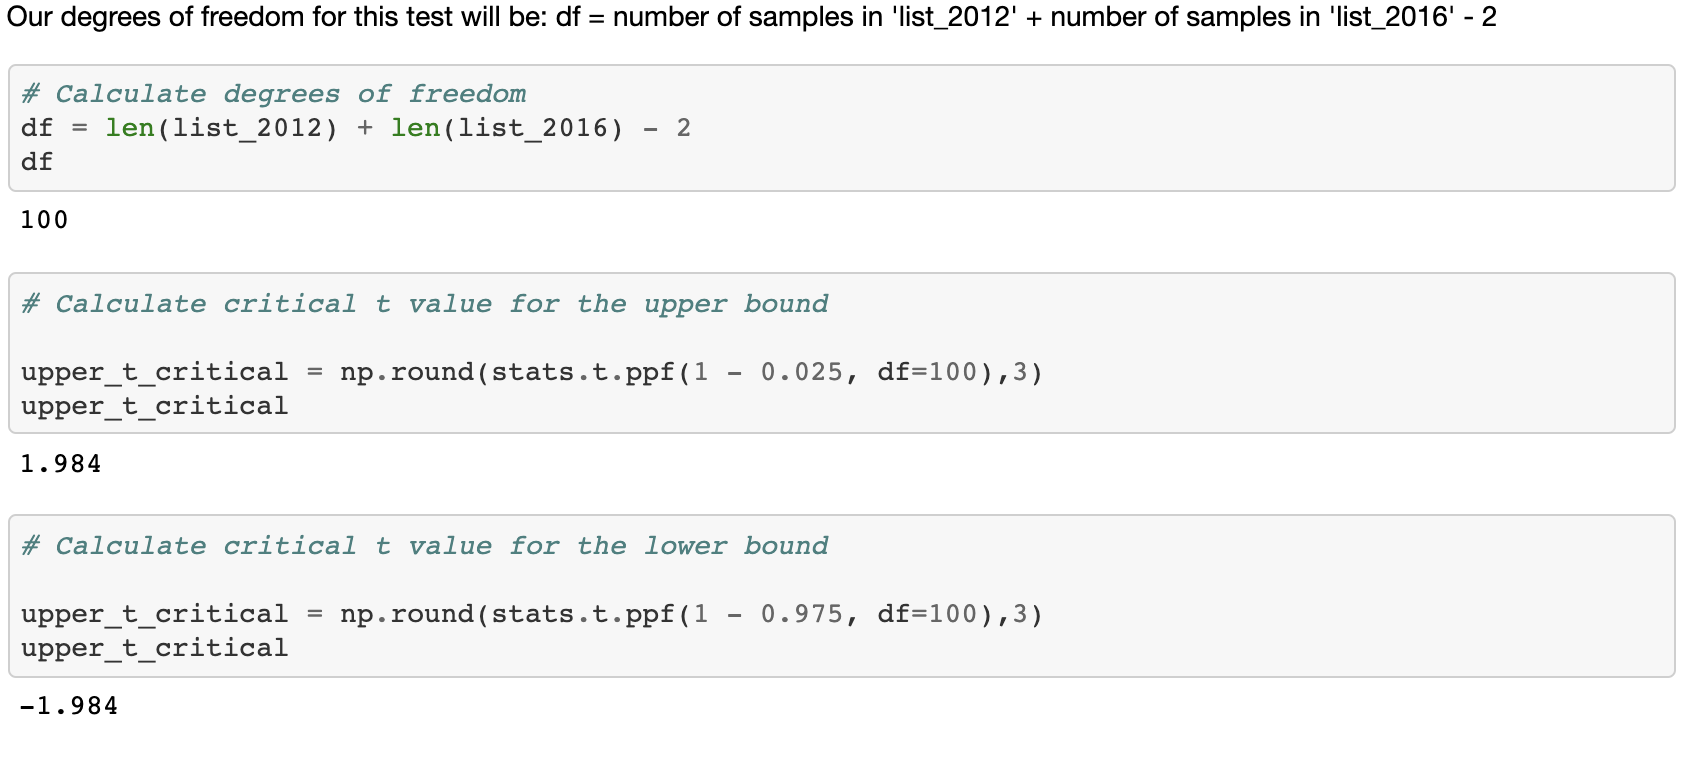 Our degrees of freedom for this test will be: df = number of samples in 'list_2012' + number of samples in 'list_2016' - 2
# Calculate degrees of freedom
df = len(list_2012) + len(list_2016) - 2
df
100
# Calculate critical t value for the upper bound
upper_t_critical = np.round(stats.t.ppf(1 - 0.025, df=100),3)
upper_t_critical
1.984
# Calculate critical t value for the lower bound
upper_t_critical = np.round(stats.t.ppf(1 - 0.975, df=100),3)
upper_t_critical
-1.984